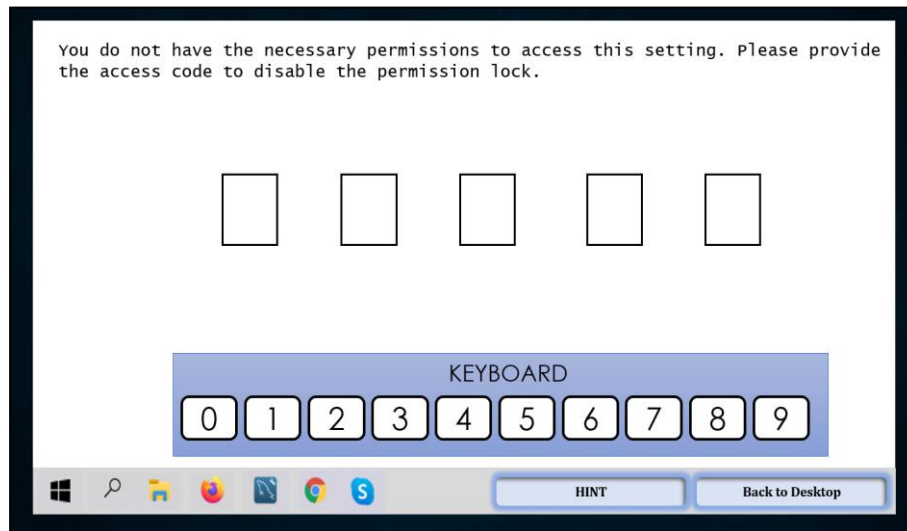 You do not have the necessary permissions to access this setting. Please provide
the access code to disable the permission lock.
KEYBOARD
0 1 2 3 4 5 6 7 8 9
HINT Back to Desktop